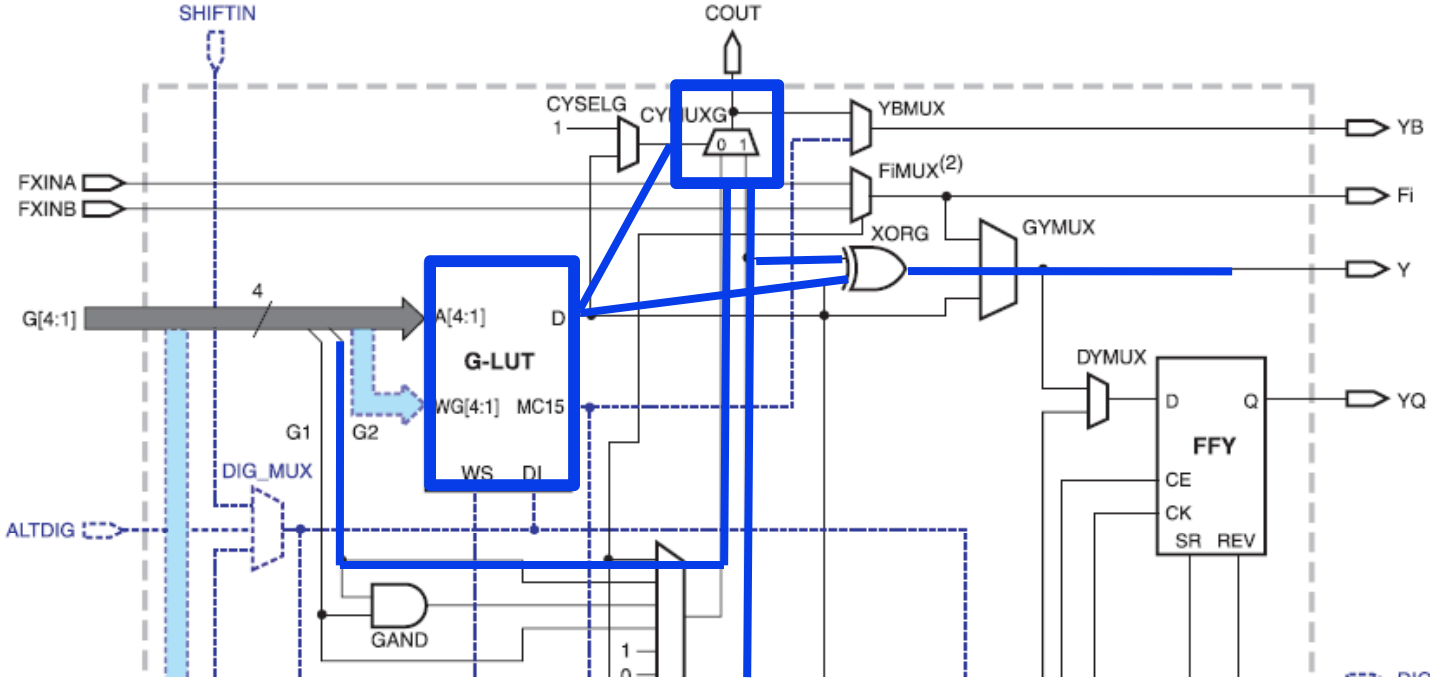 SHIFTIN
COUT
CYSELG
CYMUXG
YBMUX
1
YB
0 1
FXINA
FiMUX(2)
FXINB
Fi
XORG
GYMUX
Y
4
G[4:1]
A[4:1]
D
G-LUT
DYMUX
WG[4:1]
MC15
D
Q
YQ
G1
G2
FFY
DIG_MUX
WS
DI
CE
CK
ALTDIG
SR
REV
GAND
1
0